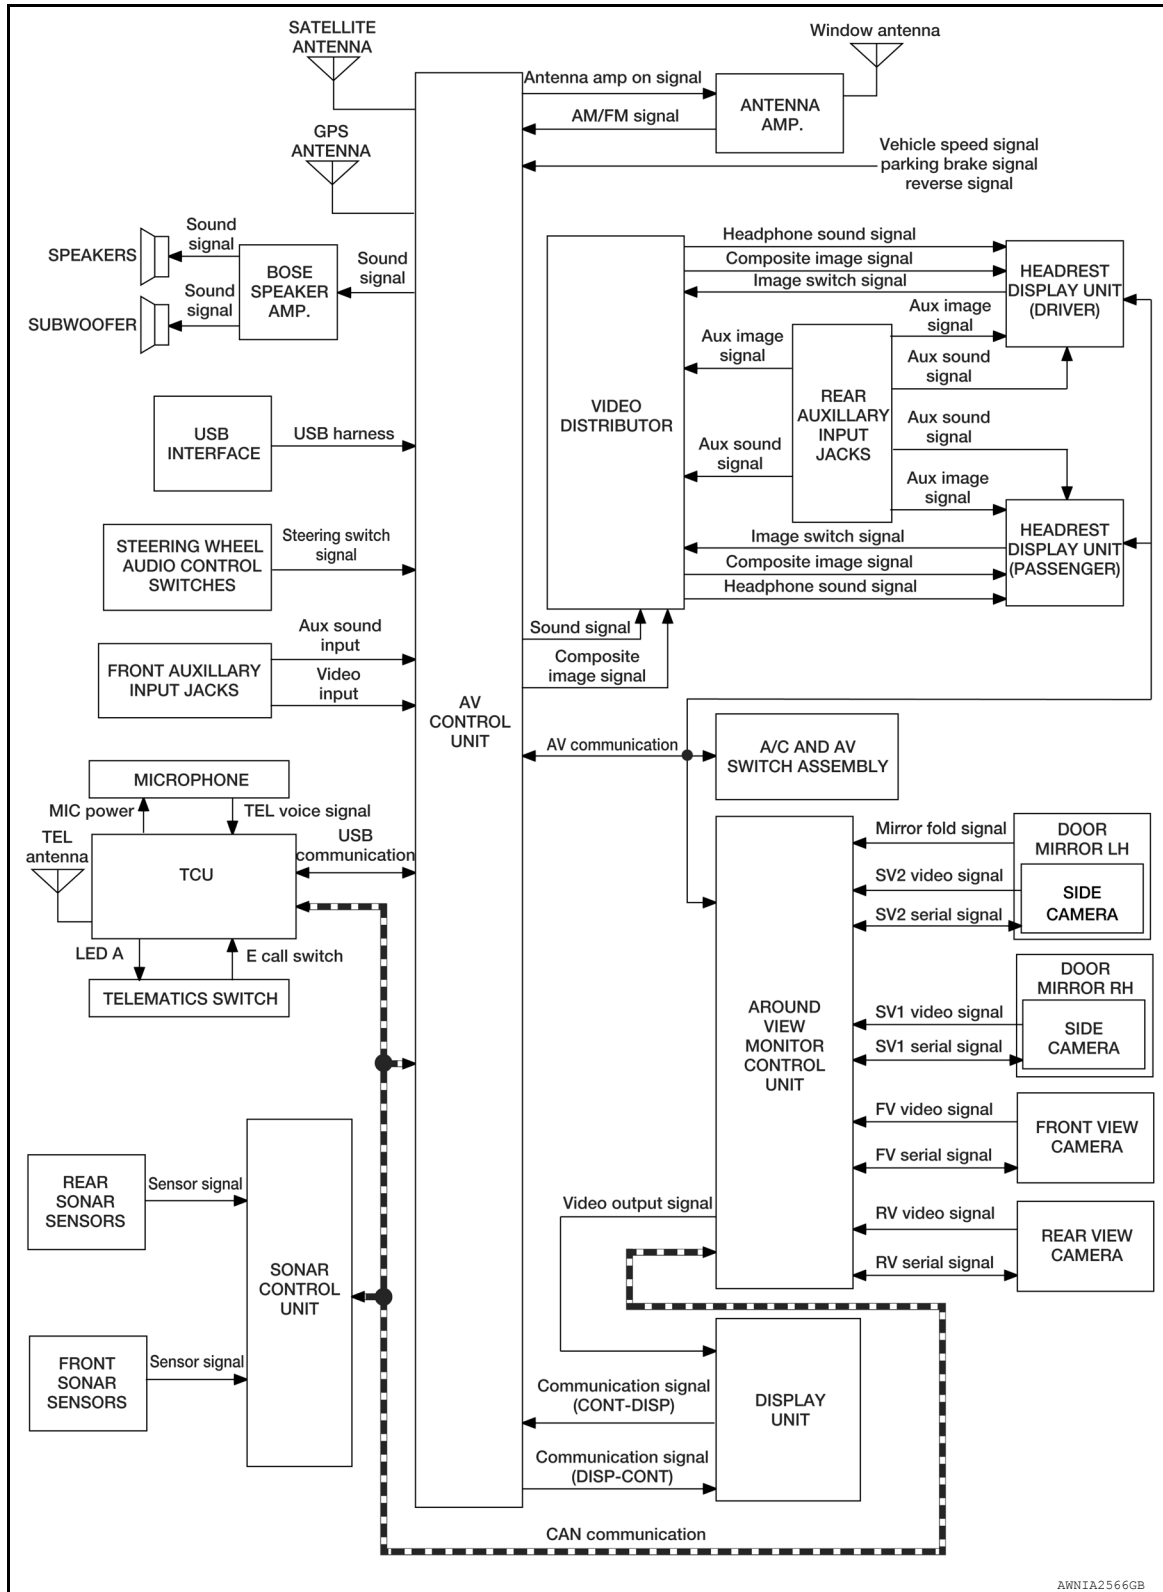 SATELLITE
ANTENNA
Window antenna
Antenna amp on signal
ANTENNA
AMP.
AM/FM signal
GPS
ANTENNA
Vehicle speed signal
parking brake signal
reverse signal
SPEAKERS
Sound
signal
BOSE
SPEAKER
AMP.
Sound
signal
Sound
signal
SUBWOOFER
Headphone sound signal
Composite image signal
Image switch signal
HEADREST
DISPLAY UNIT
(DRIVER)
Aux image
signal
Aux image
signal
Aux sound
signal
VIDEO
DISTRIBUTOR
REAR
AUXILLARY
INPUT
JACKS
Aux sound
signal
Aux sound
signal
Aux image
signal
USB
INTERFACE
USB harness
STEERING WHEEL
AUDIO CONTROL
SWITCHES
Steering switch
signal
Image switch signal
Composite image signal
Headphone sound signal
HEADREST
DISPLAY UNIT
(PASSENGER)
FRONT AUXILLARY
INPUT JACKS
Aux sound
input
Video
input
Sound signal
Composite
image signal
AV
CONTROL
UNIT
AV communication
A/C AND AV
SWITCH ASSEMBLY
MICROPHONE
MIC power
TEL voice signal
TEL
antenna
TCU
USB
communication
LED A
E call switch
TELEMATICS SWITCH
Mirror fold signal
DOOR
MIRROR LH
SV2 video signal
SV2 serial signal
SIDE
CAMERA
DOOR
MIRROR RH
SV1 video signal
SV1 serial signal
SIDE
CAMERA
AROUND
VIEW
MONITOR
CONTROL
UNIT
FV video signal
FV serial signal
FRONT VIEW
CAMERA
RV video signal
RV serial signal
REAR VIEW
CAMERA
REAR
SONAR
SENSORS
Sensor signal
SONAR
CONTROL
UNIT
FRONT
SONAR
SENSORS
Sensor signal
Video output signal
Communication signal
(CONT-DISP)
DISPLAY
UNIT
Communication signal
(DISP-CONT)
CAN communication
AWNIA2566GB